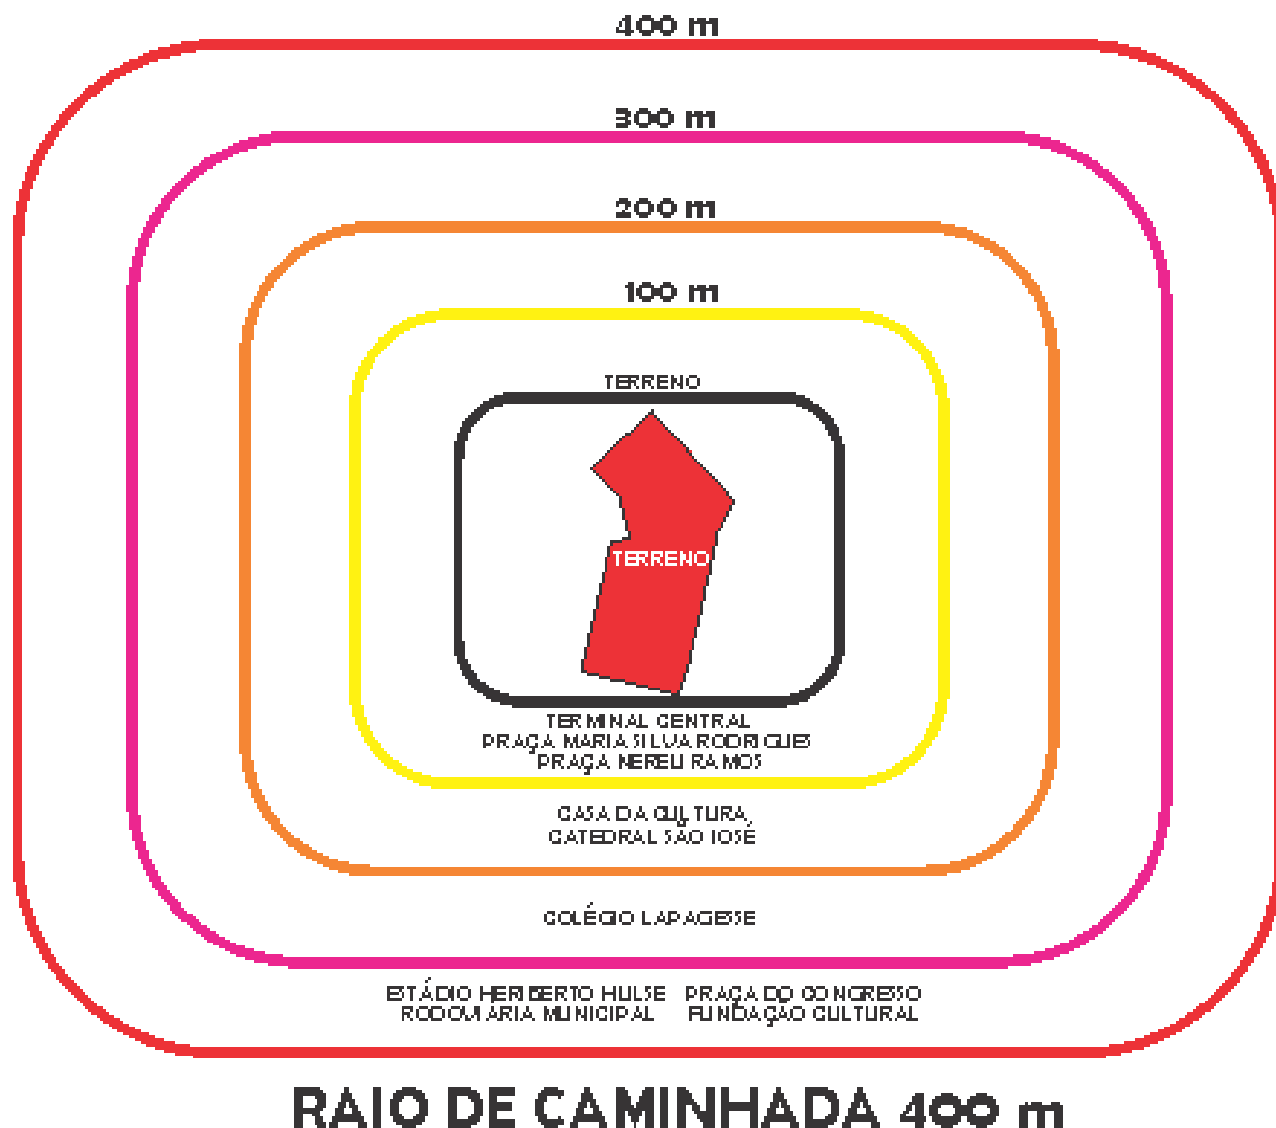 400 m
300 m
200 m
100 m
TERRENO
TERRENO
TERMINAL CENTRAL
PRAÇA MARIA SILVA RODRIGUES
PRAÇA NEREU RAMOS
CASA DA CULTURA
CATEDRAL SÃO JOSÉ
COLÉGIO LAPAGESSE
ESTÁDIO HERIBERTO HULSE PRAÇA DO CONGRESSO
RODOVIARIA MUNICIPAL FUNDAÇÃO CULTURAL
RAIO DE CAMINHADA 400 m